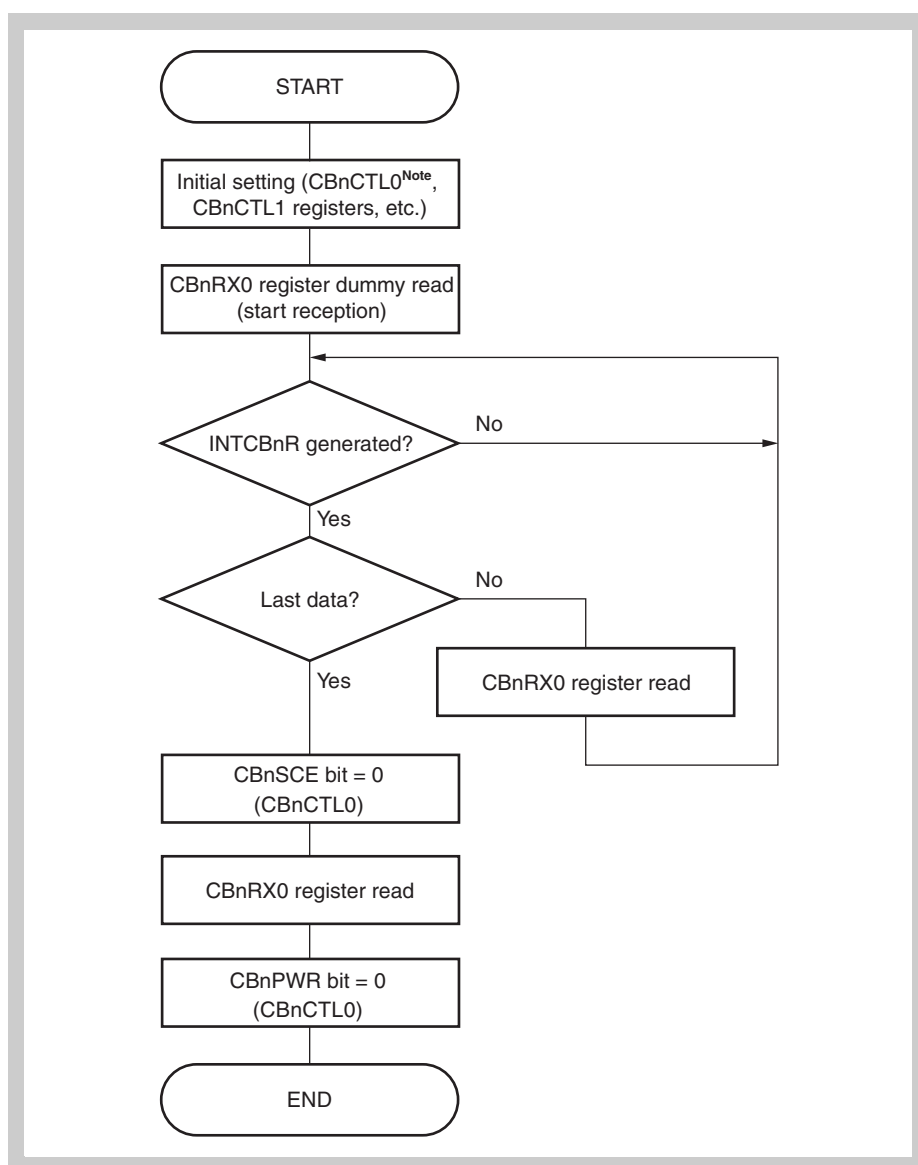 START
Initial setting (CBnCTL0Note,
CBnCTL1 registers, etc.)
CBnRX0 register dummy read
(start reception)
INTCBnR generated?
No
Yes
Last data?
No
CBnRX0 register read
Yes
CBnSCE bit = 0
(CBnCTL0)
CBnRX0 register read
CBnPWR bit = 0
(CBnCTL0)
END